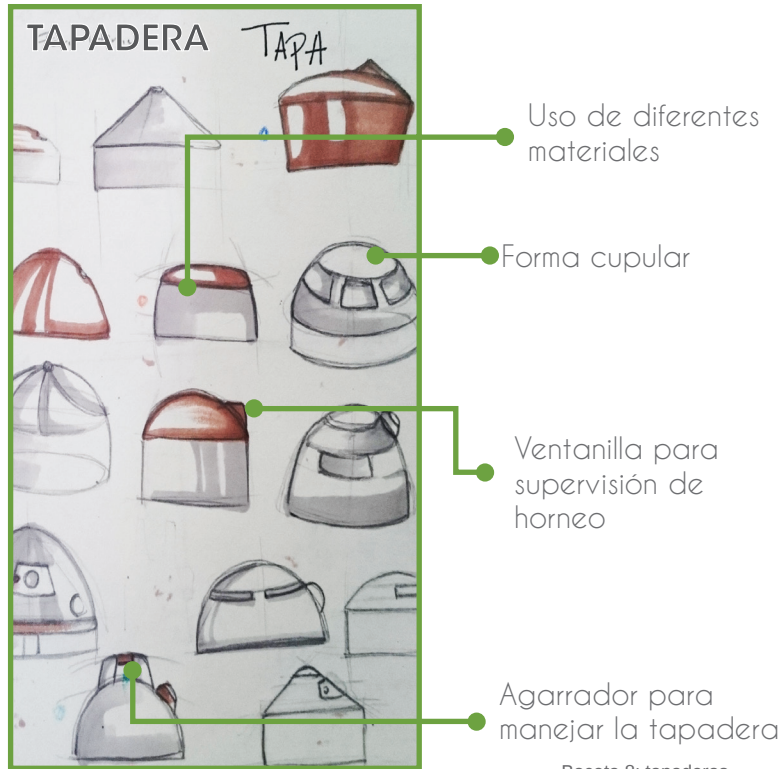 TAPADERA
TAPA
Uso de diferentes
materiales
Forma cupular
Ventanilla para
supervisión de
horneo
Agarrador para
manejar la tapadera